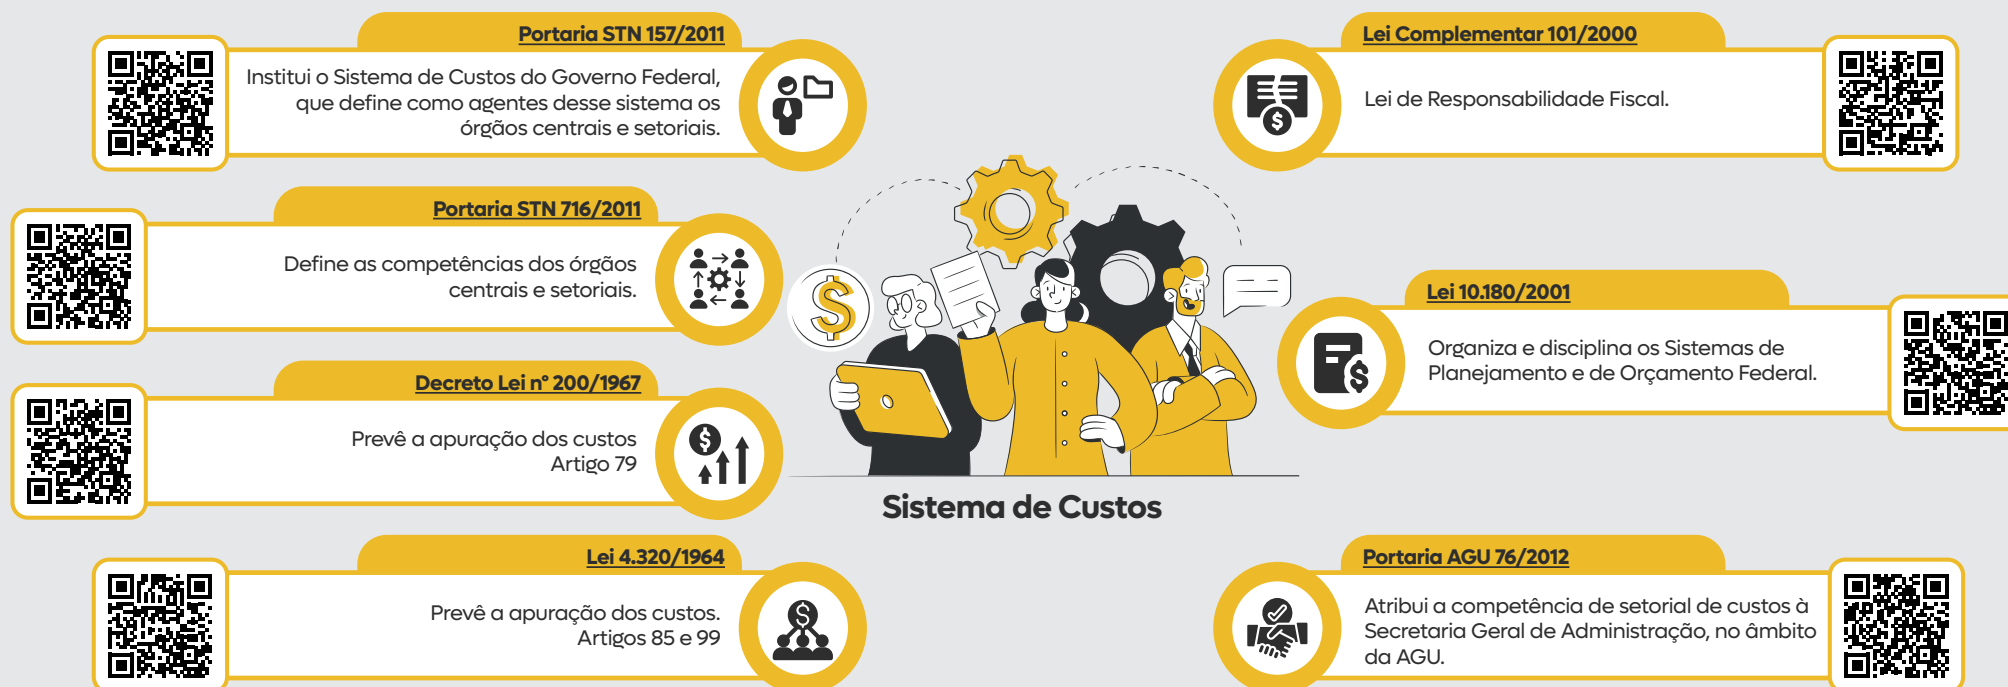 Portaria STN 157/2011
Institui o Sistema de Custos do Governo Federal,
que define como agentes desse sistema os
órgãos centrais e setoriais.
Portaria STN 716/2011
Define as competências dos órgãos
centrais e setoriais.
Decreto Lei nº 200/1967
Prevê a apuração dos custos
Artigo 79
Lei 4.320/1964
Prevê a apuração dos custos.
Artigos 85 e 99
Sistema de Custos
Lei Complementar 101/2000
Lei de Responsabilidade Fiscal.
Lei 10.180/2001
Organiza e disciplina os Sistemas de
Planejamento e de Orçamento Federal.
Portaria AGU 76/2012
Atribui a competência de setorial de custos à
Secretaria Geral de Administração, no âmbito
da AGU.